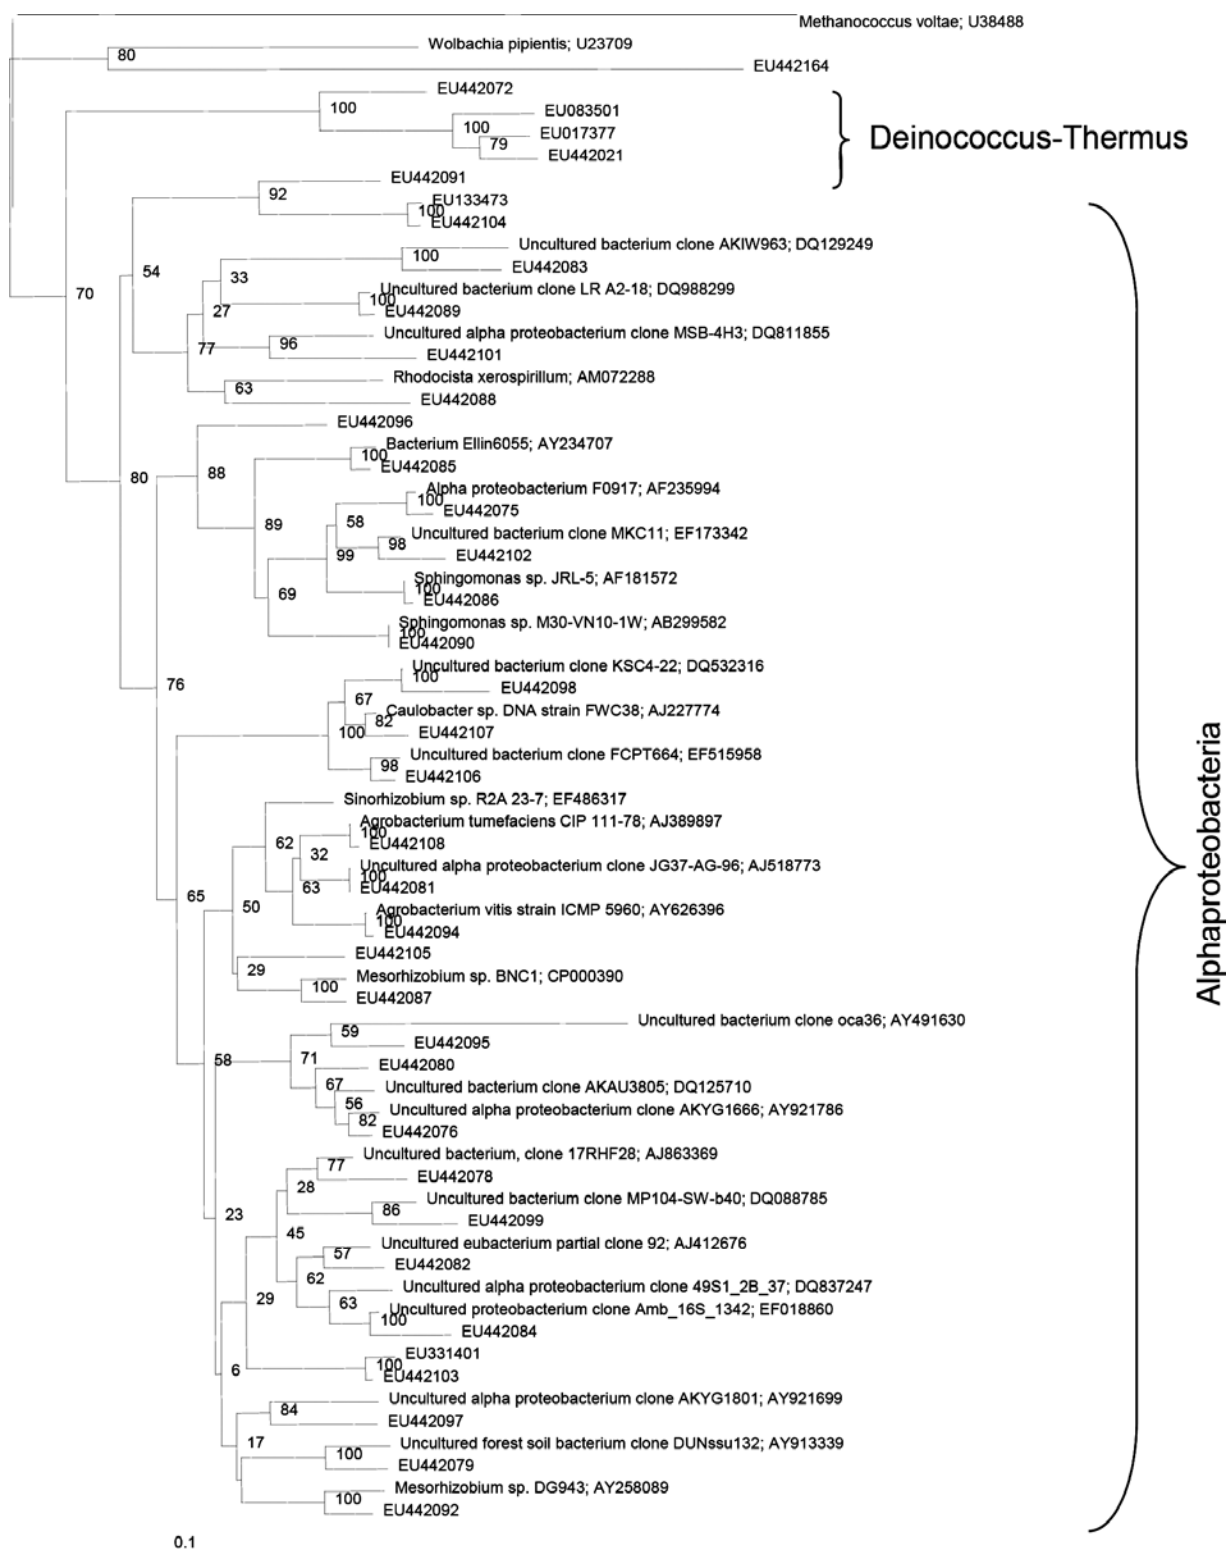 Methanococcus voltae; U38488
Wolbachia pipientis; U23709
80
EU442164
EU442072
100
EU083501
100
EU017377
79
EU442021
Deinococcus-Thermus
EU442091
92
EU133473
100
EU442104
54
Uncultured bacterium clone AKIW963; DQ129249
100
EU442083
33
70
Uncultured bacterium clone LR A2-18; DQ988299
100
27
EU442089
Uncultured alpha proteobacterium clone MSB-4H3; DQ811855
96
77
EU442101
Rhodocista xerospirillum; AM072288
63
EU442088
EU442096
Bacterium Ellin6055; AY234707
100
EU442085
88
80
Alpha proteobacterium F0917; AF235994
100
EU442075
58
89
Uncultured bacterium clone MKC11; EF173342
98
99
EU442102
Sphingomonas sp. JRL-5; AF181572
100
69
EU442086
Sphingomonas sp. M30-VN10-1W; AB299582
100
EU442090
Uncultured bacterium clone KSC4-22; DQ532316
100
76
EU442098
67
Caulobacter sp. DNA strain FWC38; AJ227774
82
100
EU442107
Uncultured bacterium clone FCPT664; EF515958
98
EU442106
Sinorhizobium sp. R2A 23-7; EF486317
Agrobacterium tumefaciens CIP 111-78; AJ389897
100
62
EU442108
32
Uncultured alpha proteobacterium clone JG37-AG-96; AJ518773
100
63
EU442081
65
50
Agrobacterium vitis strain ICMP 5960; AY626396
100
EU442094
EU442105
29
Mesorhizobium sp. BNC1; CP000390
100
EU442087
Uncultured bacterium clone oca36; AY491630
59
EU442095
58
71
EU442080
67
Uncultured bacterium clone AKAU3805; DQ125710
56
Uncultured alpha proteobacterium clone AKYG1666; AY921786
82
EU442076
Uncultured bacterium, clone 17RHF28; AJ863369
77
EU442078
28
Uncultured bacterium clone MP104-SW-b40; DQ088785
86
23
EU442099
45
Uncultured eubacterium partial clone 92; AJ412676
57
EU442082
62
Uncultured alpha proteobacterium clone 49S1_2B_37; DQ837247
29
63
Uncultured proteobacterium clone Amb_16S_1342; EF018860
100
EU442084
EU331401
100
6
EU442103
Uncultured alpha proteobacterium clone AKYG1801; AY921699
84
EU442097
17
Uncultured forest soil bacterium clone DUNssu132; AY913339
100
EU442079
Mesorhizobium sp. DG943; AY258089
100
EU442092
0.1
Alphaproteobacteria